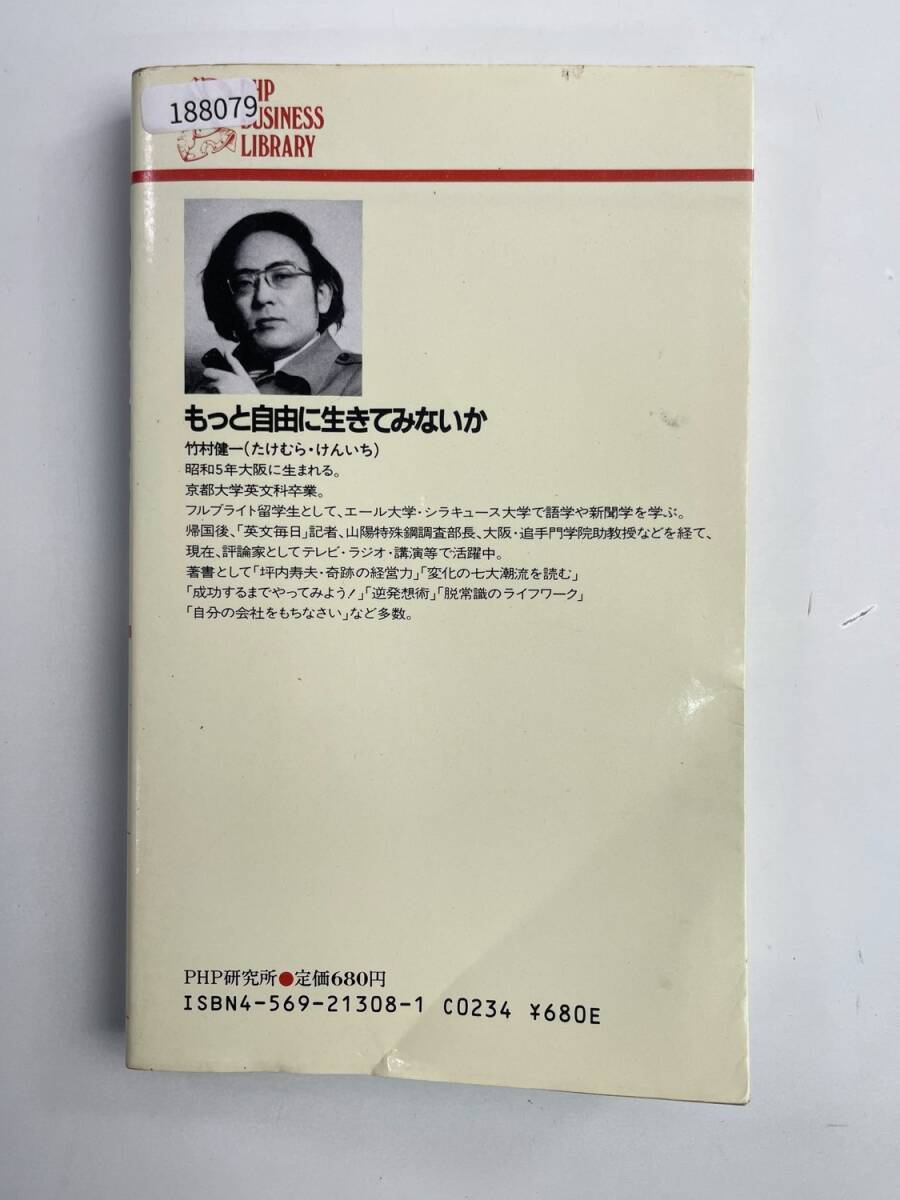 188079
PHP
BUSINESS
LIBRARY
もっと自由に生きてみないか
竹村健一(たけむら・けんいち)
昭和5年大阪に生まれる。
京都大学英文科卒業。
フルブライト留学生として、エール大学・シラキュース大学で語学や新聞学を学ぶ。
帰国後、「英文毎日」記者、山陽特殊鋼調査部長、大阪・追手門学院助教授などを経て、
現在、評論家としてテレビ・ラジオ・講演等で活躍中。
著書として「坪内寿夫・奇跡の経営力」「変化の七大潮流を読む」
「成功するまでやってみよう!」「逆発想術」「脱常識のライフワーク」
「自分の会社をもちなさい」など多数。
PHP研究所●定価680円
ISBN4-569-21308-1 C0234 ¥680E